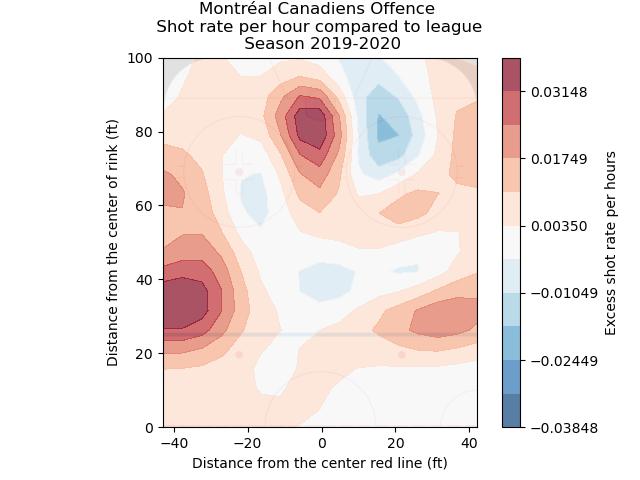 Montréal Canadiens Offence
Shot rate per hour compared to league
Season 2019-2020
100
80
60
40
20
0
Distance from the center of rink (ft)
−40
−20
0
20
40
Distance from the center red line (ft)
0.03148
0.01749
0.00350
−0.01049
−0.02449
−0.03848
Excess shot rate per hours